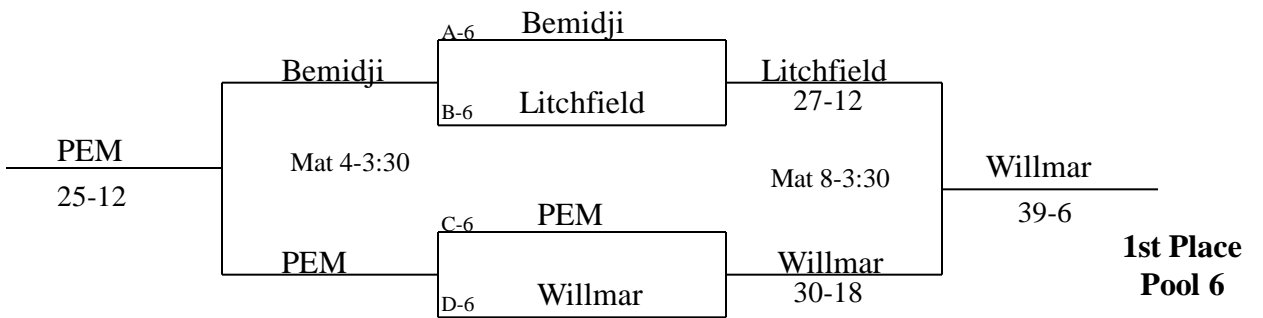 A-6 Bemidji
Bemidji
Litchfield
27-12
B-6 Litchfield
PEM
25-12
Mat 4-3:30
Mat 8-3:30
Willmar
39-6
1st Place
Pool 6
C-6 PEM
PEM
Willmar
30-18
D-6 Willmar